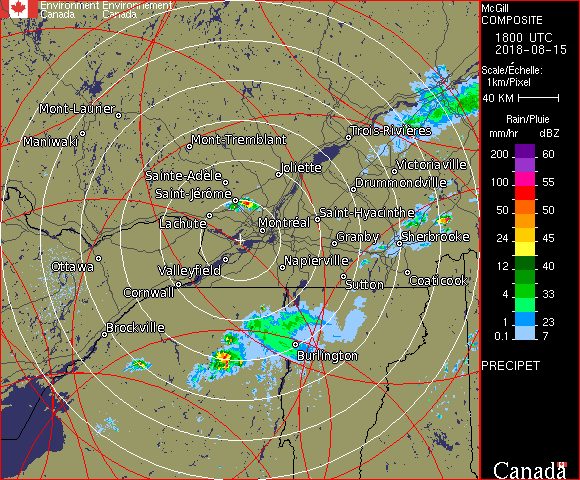 Environment Environnement
Canada Canada
McGill
COMPOSITE
1800 UTC
2018-08-15
Scale/Échelle:
1km/Pixel
40 KM
Rain/Pluie
mm/hr dBZ
200 60
100 55
50 50
24 45
12 40
4 33
1 23
0.1 7
PRECIPET
Canada
Mont-Laurier
Maniwaki
Mont-Tremblant
Trois-Rivières
Sainte-Adèle
Joliette
Victoriaville
Drummondville
Saint-Jérôme
Lachute
Montréal
Saint-Hyacinthe
Granby
Sherbrooke
Ottawa
Valleyfield
Napierville
Cornwall
Sutton
Coaticook
Brockville
Burlington